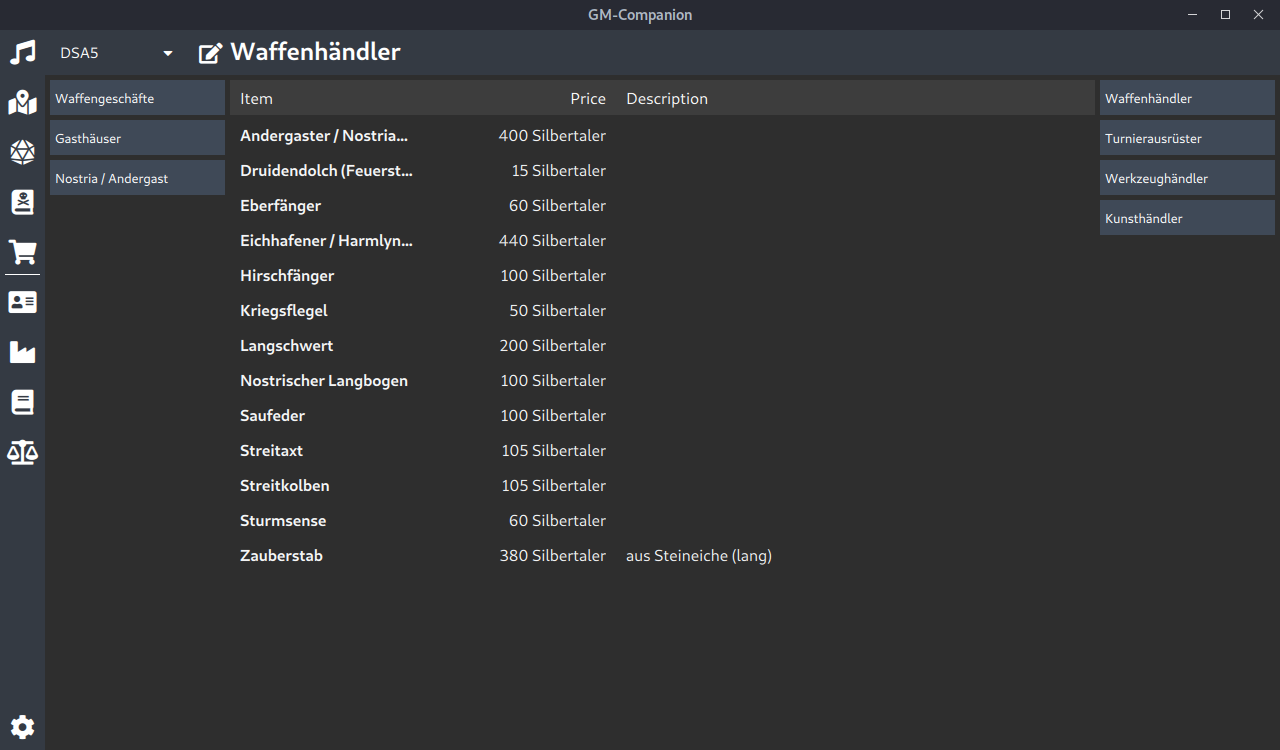 GM-Companion
DSA5
Waffenhändler
Waffengeschäfte
Gasthäuser
Nostria / Andergast
Item Price Description
Andergaster / Nostria... 400 Silbertaler
Druidendolch (Feuerst... 15 Silbertaler
Eberfänger 60 Silbertaler
Eichhafener / Harmlyn... 440 Silbertaler
Hirschfänger 100 Silbertaler
Kriegsflegel 50 Silbertaler
Langschwert 200 Silbertaler
Nostrischer Langbogen 100 Silbertaler
Saufeder 100 Silbertaler
Streitaxt 105 Silbertaler
Streitkolben 105 Silbertaler
Sturmsense 60 Silbertaler
Zauberstab 380 Silbertaler aus Steineiche (lang)
Waffenhändler
Turnierausrüster
Werkzeughändler
Kunsthändler